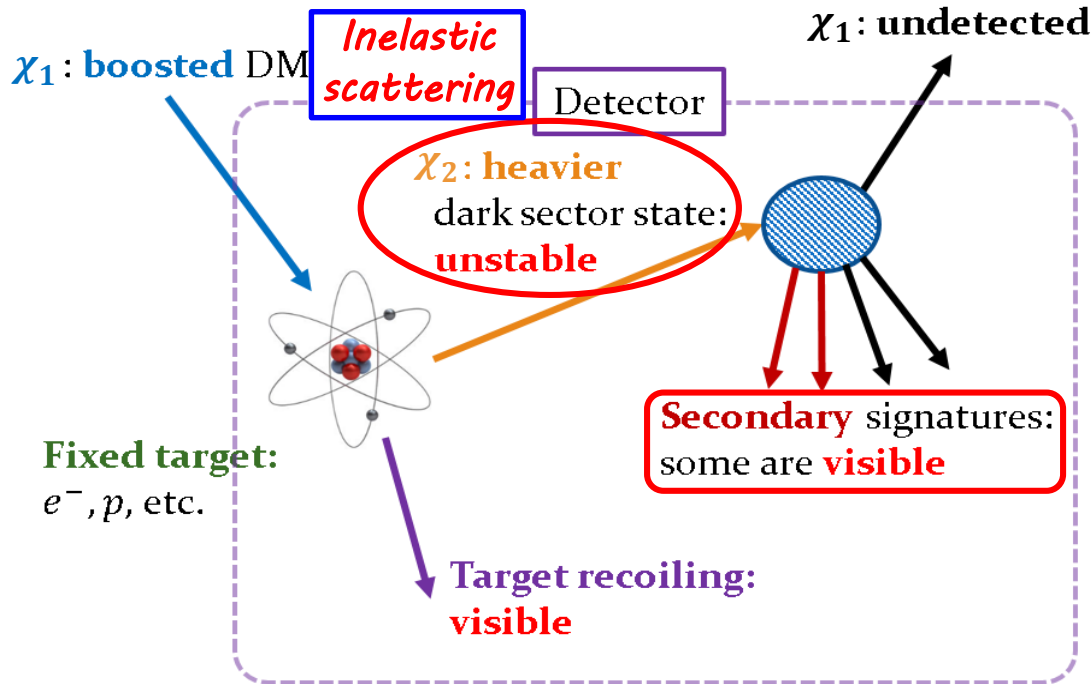 χ₁: boosted DM
Inelastic
scattering
Detector
χ₁: undetected
χ₂: heavier
dark sector state:
unstable
Secondary signatures:
some are visible
Fixed target:
e⁻, p, etc.
Target recoiling:
visible